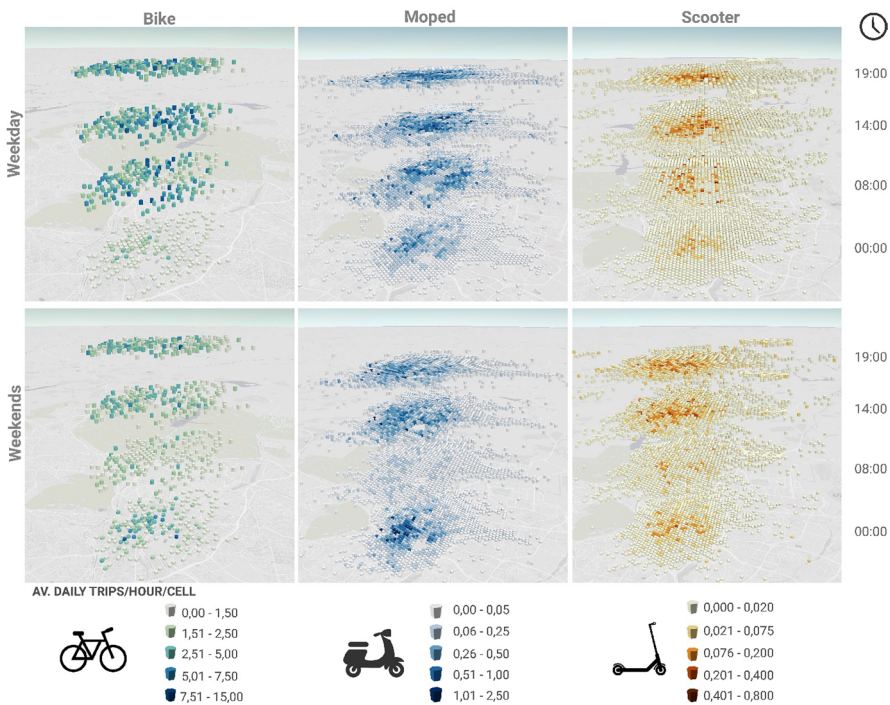 Bike Moped Scooter
Weekday
19:00
14:00
08:00
00:00
Weekends
19:00
14:00
08:00
00:00
AV. DAILY TRIPS/HOUR/CELL
0,00 - 1,50
1,51 - 2,50
2,51 - 5,00
5,01 - 7,50
7,51 - 15,00
0,00 - 0,05
0,06 - 0,25
0,26 - 0,50
0,51 - 1,00
1,01 - 2,50
0,000 - 0,020
0,021 - 0,075
0,076 - 0,200
0,201 - 0,400
0,401 - 0,800